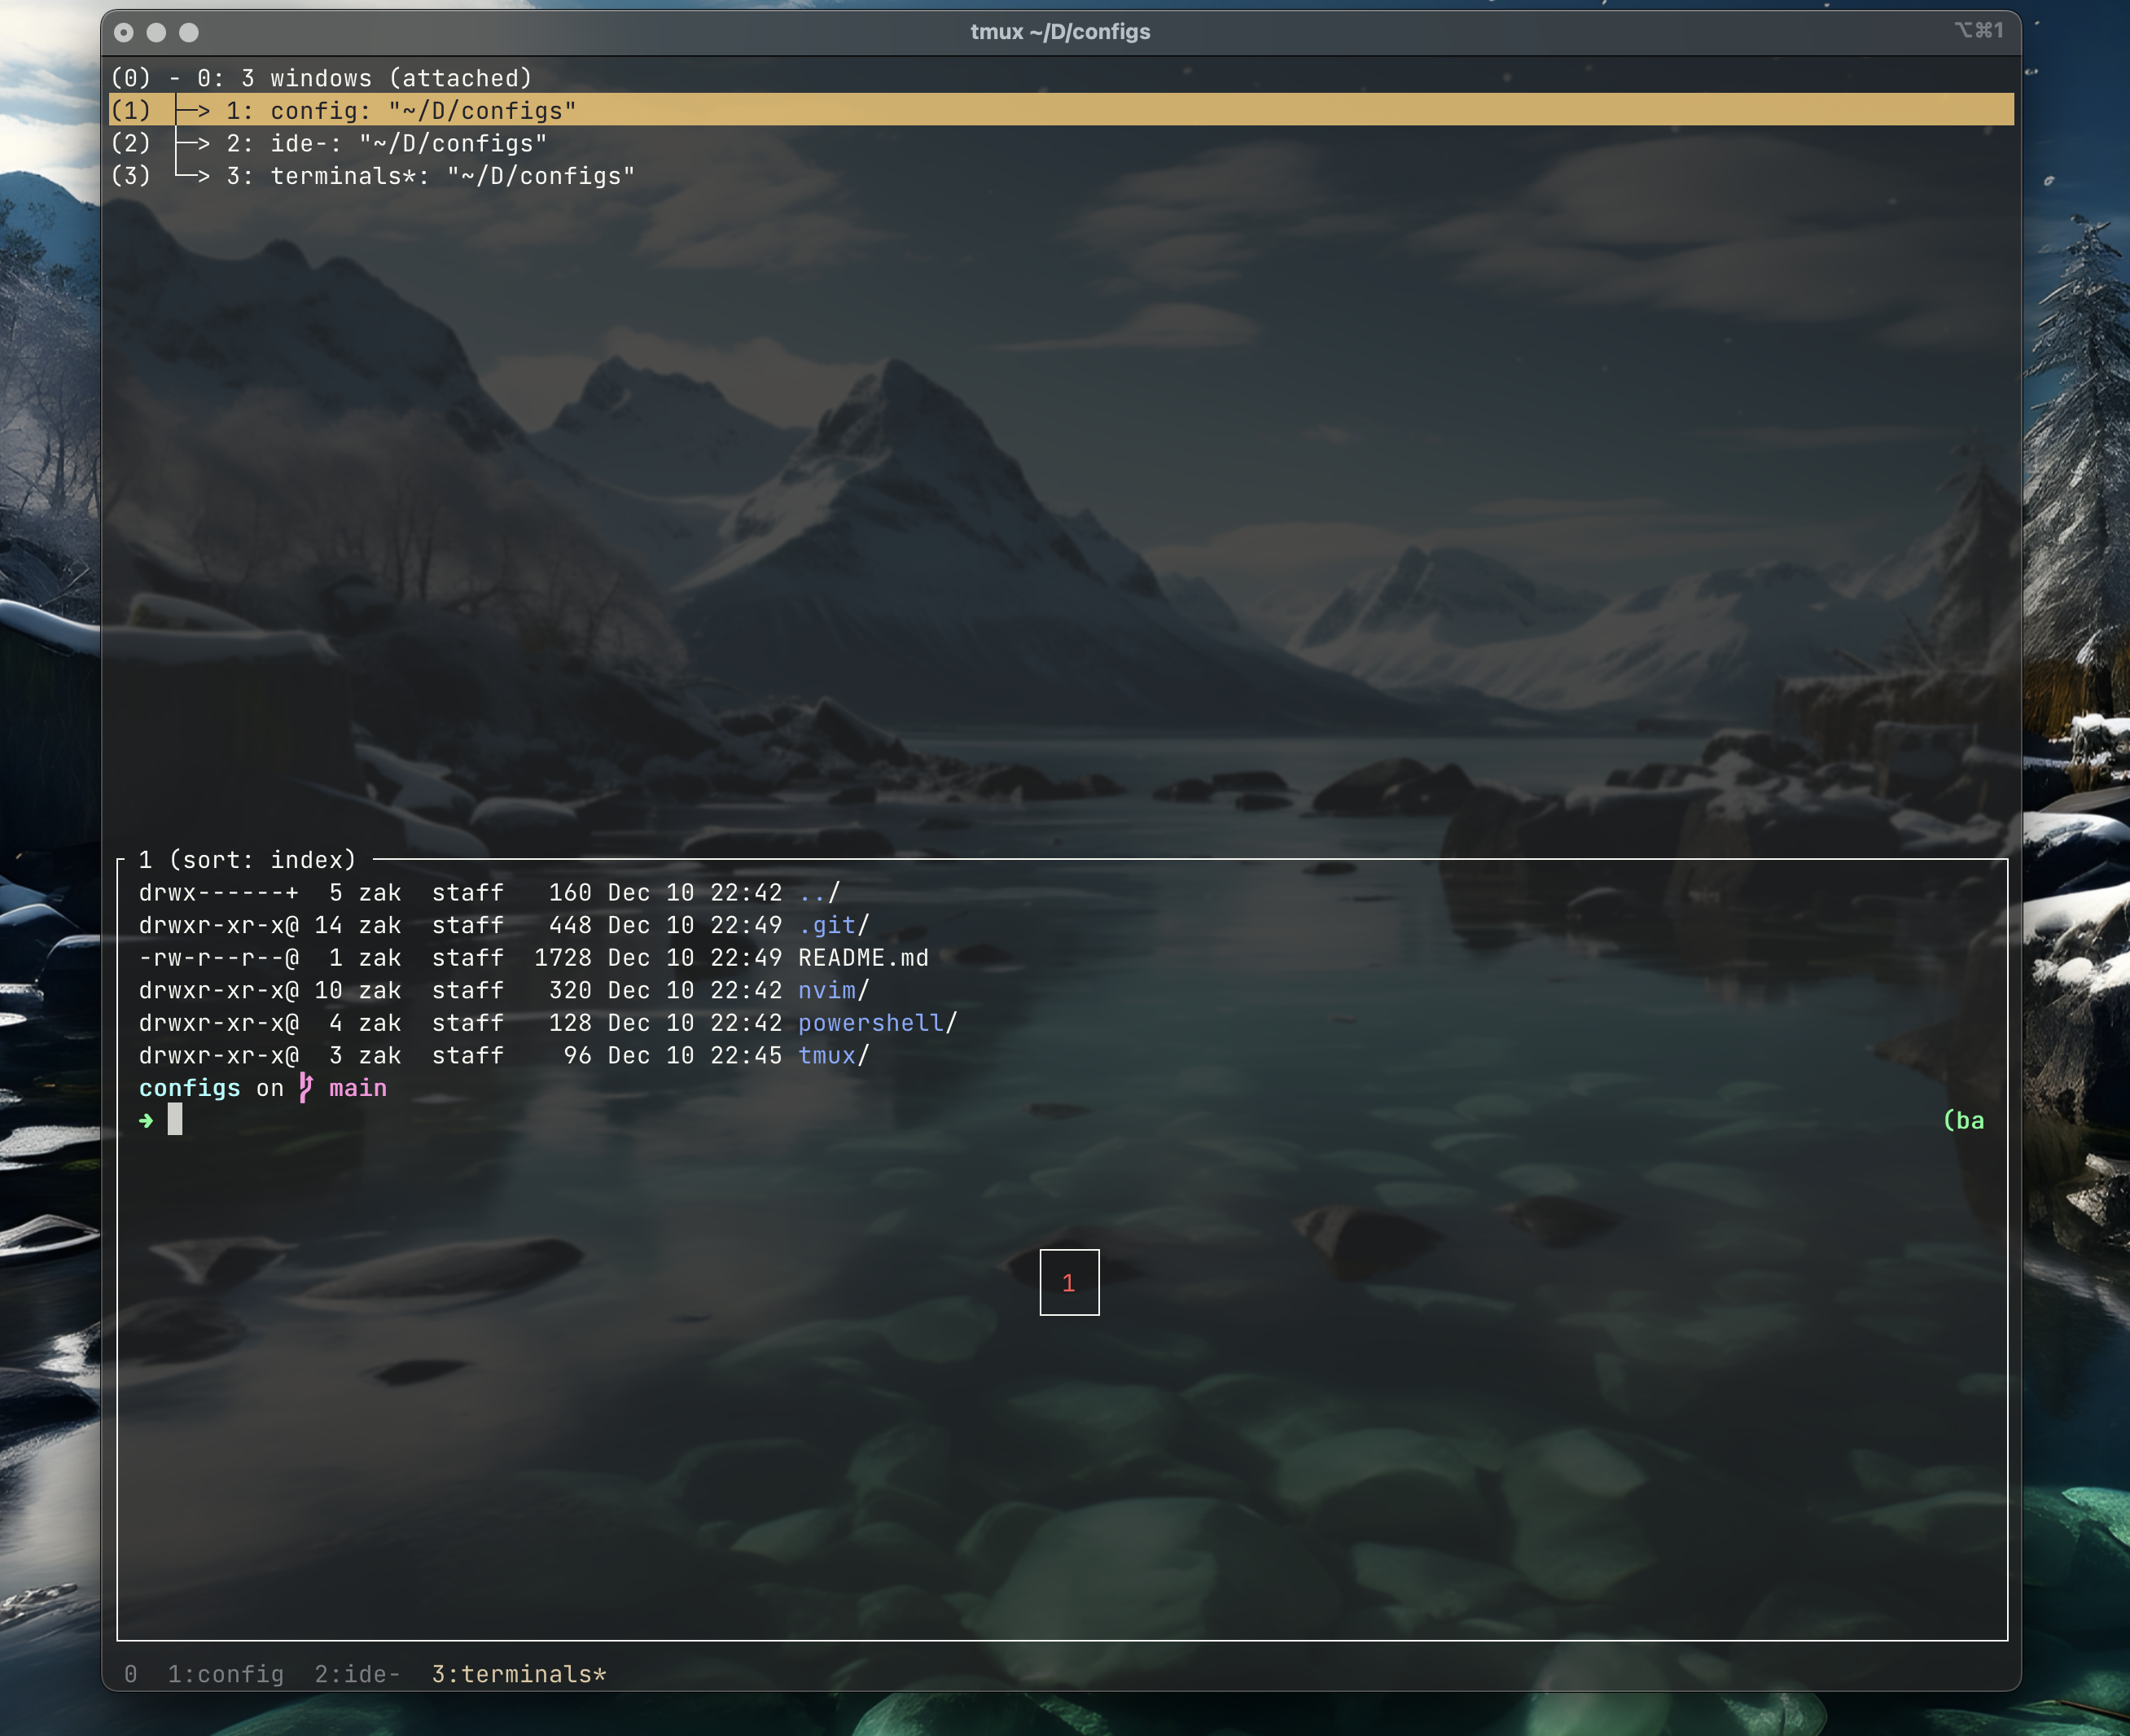 tmux ~/D/configs
⌥⌘1
(0) - 0: 3 windows (attached)
(1) ├─> 1: config: "~/D/configs"
(2) ├─> 2: ide-: "~/D/configs"
(3) └─> 3: terminals*: "~/D/configs"
1 (sort: index)
drwx------+  5 zak  staff   160 Dec 10 22:42 ../
drwxr-xr-x@ 14 zak  staff   448 Dec 10 22:49 .git/
-rw-r--r--@  1 zak  staff  1728 Dec 10 22:49 README.md
drwxr-xr-x@ 10 zak  staff   320 Dec 10 22:42 nvim/
drwxr-xr-x@  4 zak  staff   128 Dec 10 22:42 powershell/
drwxr-xr-x@  3 zak  staff    96 Dec 10 22:45 tmux/
configs on main
➜ (ba
1
0  1:config  2:ide-  3:terminals*